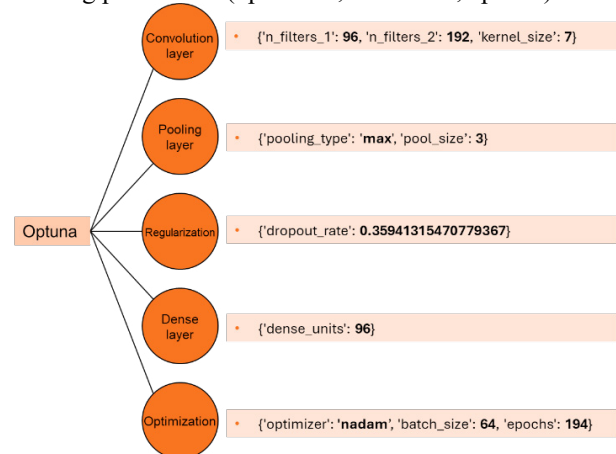 Convolution
layer
• {'n_filters_1': 96, 'n_filters_2': 192, 'kernel_size': 7}
Pooling
layer
• {'pooling_type': 'max', 'pool_size': 3}
Optuna
Regularization
• {'dropout_rate': 0.35941315470779367}
Dense
layer
• {'dense_units': 96}
Optimization
• {'optimizer': 'nadam', 'batch_size': 64, 'epochs': 194}